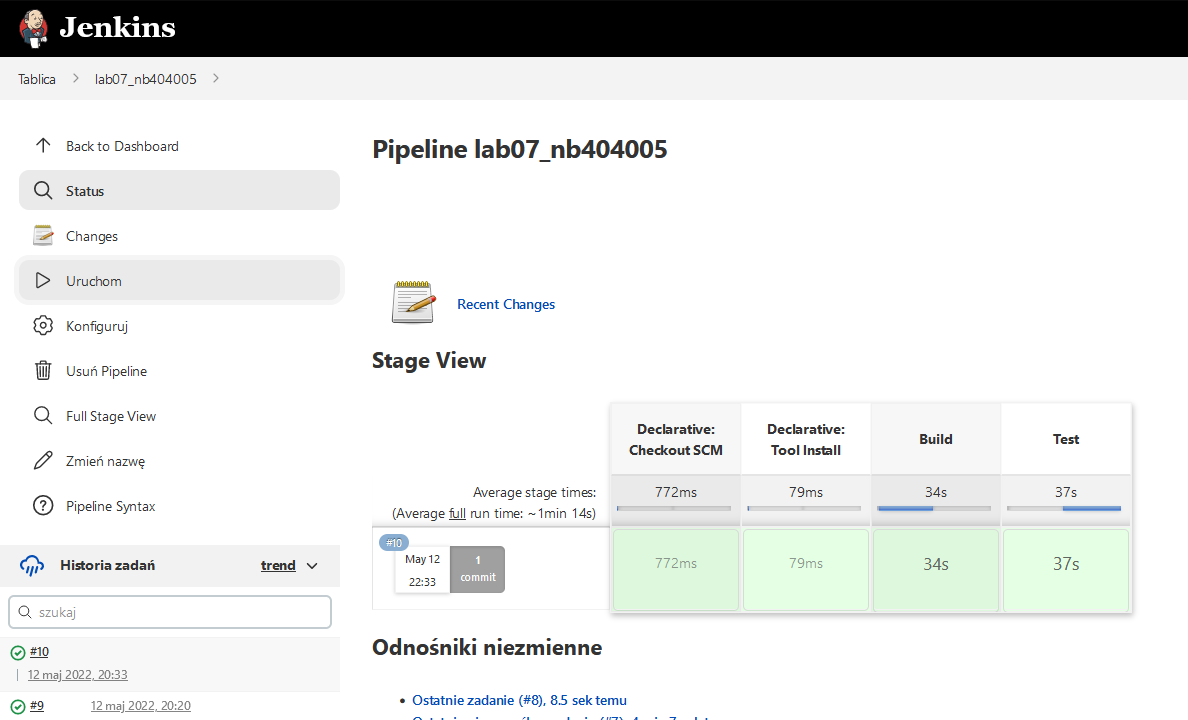 Jenkins
Tablica
lab07_nb404005
Back to Dashboard
Status
Changes
Uruchom
Konfiguruj
Usuń Pipeline
Full Stage View
Zmień nazwę
Pipeline Syntax
Historia zadań
trend
szukaj
#10
12 maj 2022, 20:33
#9 12 maj 2022, 20:20
Pipeline lab07_nb404005
Recent Changes
Stage View
Declarative:
Checkout SCM
Declarative:
Tool Install
Build
Test
Average stage times:
(Average full run time: ~1min 14s)
772ms
79ms
34s
37s
#10
May 12
22:33
1
commit
772ms
79ms
34s
37s
Odnośniki niezmienne
Ostatnie zadanie (#8), 8.5 sek temu